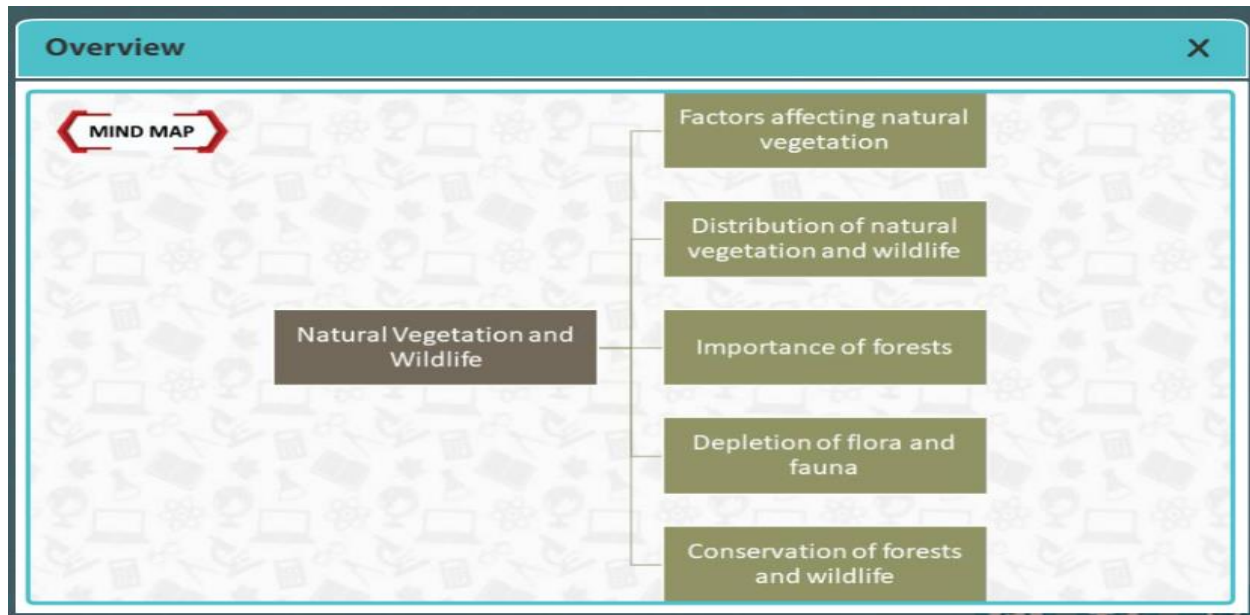 Overview
MIND MAP
Factors affecting natural
vegetation
Distribution of natural
vegetation and wildlife
Natural Vegetation and
Wildlife
Importance of forests
Depletion of flora and
fauna
Conservation of forests
and wildlife